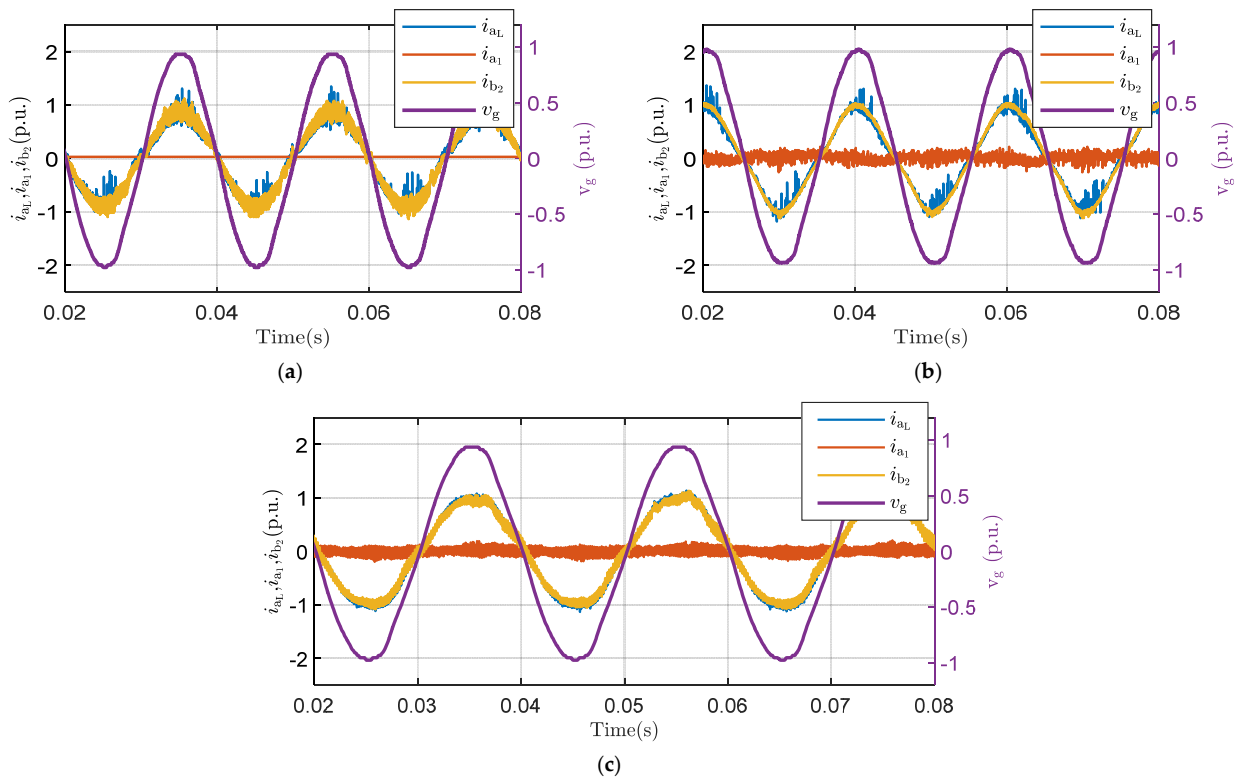 i_aL, i_a1, i_b2 (p.u.)
2
1
0
-1
-2
i_aL
i_a1
i_b2
v_g
1
0.5
0
-0.5
-1
v_g (p.u.)
0.02 0.04 0.06 0.08
Time(s)
(a)
i_aL, i_a1, i_b2 (p.u.)
2
1
0
-1
-2
i_aL
i_a1
i_b2
v_g
1
0.5
0
-0.5
-1
v_g (p.u.)
0.02 0.04 0.06 0.08
Time(s)
(b)
i_aL, i_a1, i_b2 (p.u.)
2
1
0
-1
-2
i_aL
i_a1
i_b2
v_g
1
0.5
0
-0.5
-1
v_g (p.u.)
0.02 0.03 0.04 0.05 0.06 0.07 0.08
Time(s)
(c)